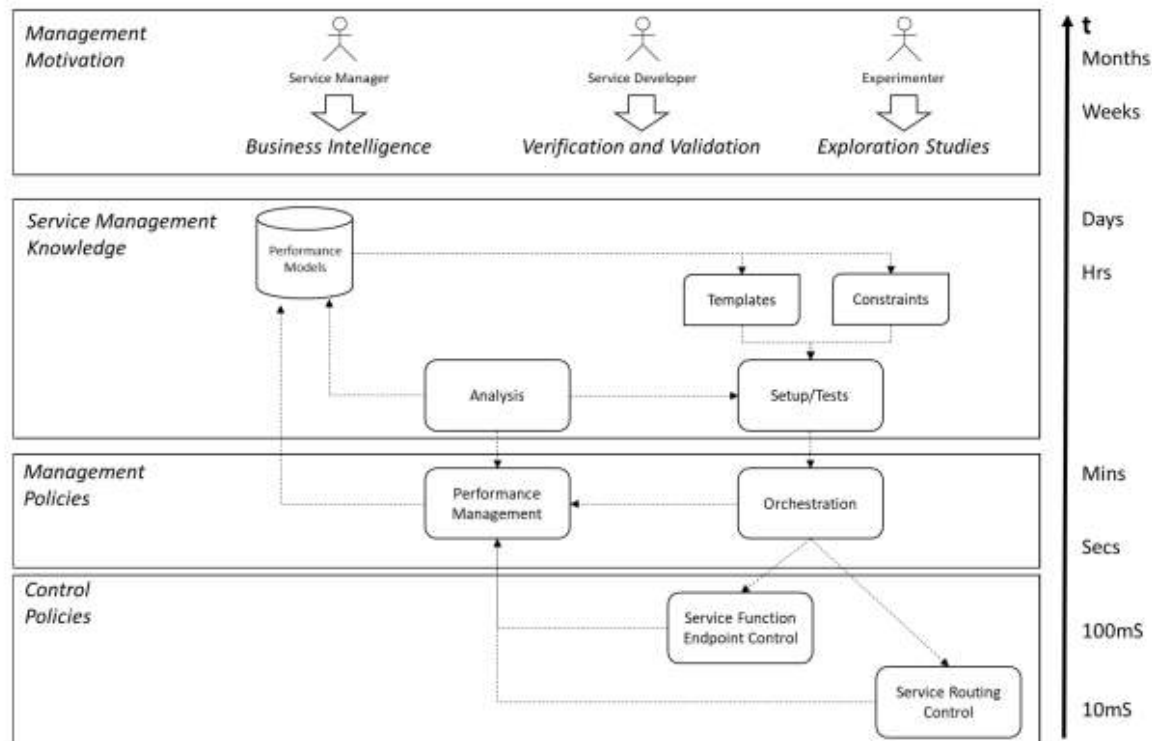 Management
Motivation
Service Manager
Service Developer
Experimenter
Business Intelligence
Verification and Validation
Exploration Studies
t
Months
Weeks
Service Management
Knowledge
Performance
Models
Templates
Constraints
Analysis
Setup/Tests
Days
Hrs
Management
Policies
Performance
Management
Orchestration
Mins
Secs
Control
Policies
Service Function
Endpoint Control
Service Routing
Control
100mS
10mS